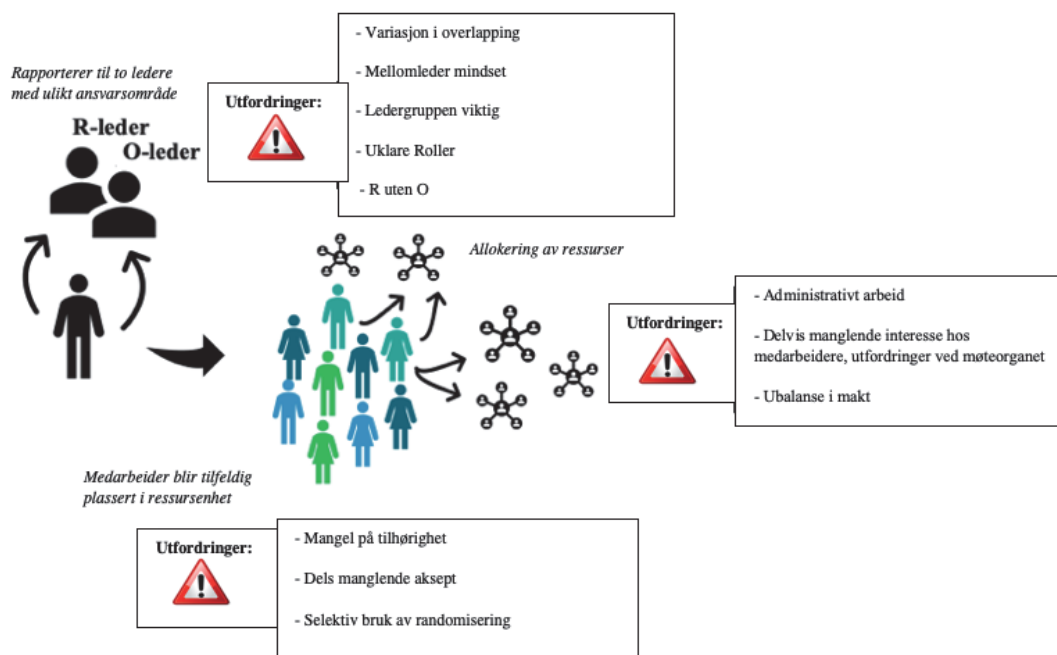 Rapporterer til to ledere
med ulikt ansvarsområde
R-leder
O-leder
Utfordringer:
- Variasjon i overlapping
- Mellomleder mindset
- Ledergruppen viktig
- Uklare Roller
- R uten O
Allokering av ressurser
Utfordringer:
- Administrativt arbeid
- Delvis manglende interesse hos
medarbeidere, utfordringer ved møteorganet
- Ubalanse i makt
Medarbeider blir tilfeldig
plassert i ressursenhet
Utfordringer:
- Mangel på tilhørighet
- Dels manglende aksept
- Selektiv bruk av randomisering